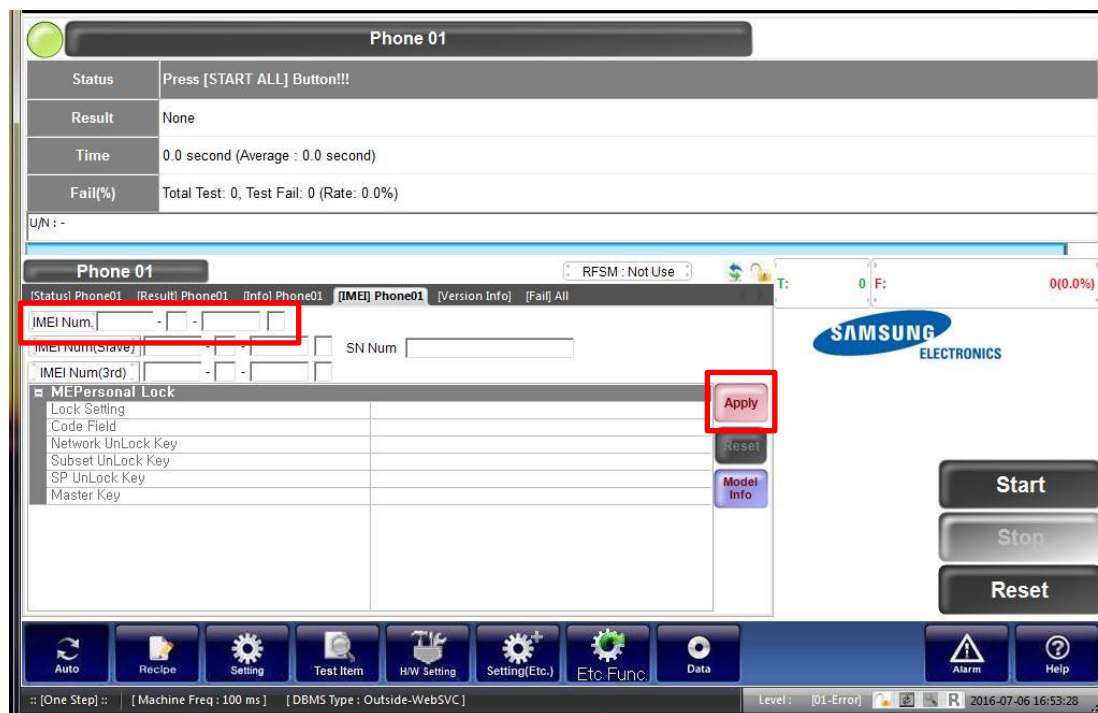 Phone 01
Status Press [START ALL] Button!!!
Result None
Time 0.0 second (Average : 0.0 second)
Fail(%) Total Test: 0, Test Fail: 0 (Rate: 0.0%)
U/N : -
Phone 01 RFSM : Not Use
T: 0 F: 0(0.0%)
[Status] Phone01 [Result] Phone01 [Info] Phone01 [IMEI] Phone01 [Version Info] [Fail] All
IMEI Num. - -
IMEI Num(Slave) - - SN Num
IMEI Num(3rd) - -
SAMSUNG
ELECTRONICS
MEPersonal Lock
Lock Setting
Code Field
Network UnLock Key
Subset UnLock Key
SP UnLock Key
Master Key
Apply
Reset
Model
Info
Start
Stop
Reset
Auto Recipe Setting Test Item H/W Setting Setting(Etc.) Etc Func. Data Alarm Help
:: [One Step] :: [ Machine Freq : 100 ms ] [ DBMS Type : Outside-WebSVC ] Level : [01-Error] R 2016-07-06 16:53:28